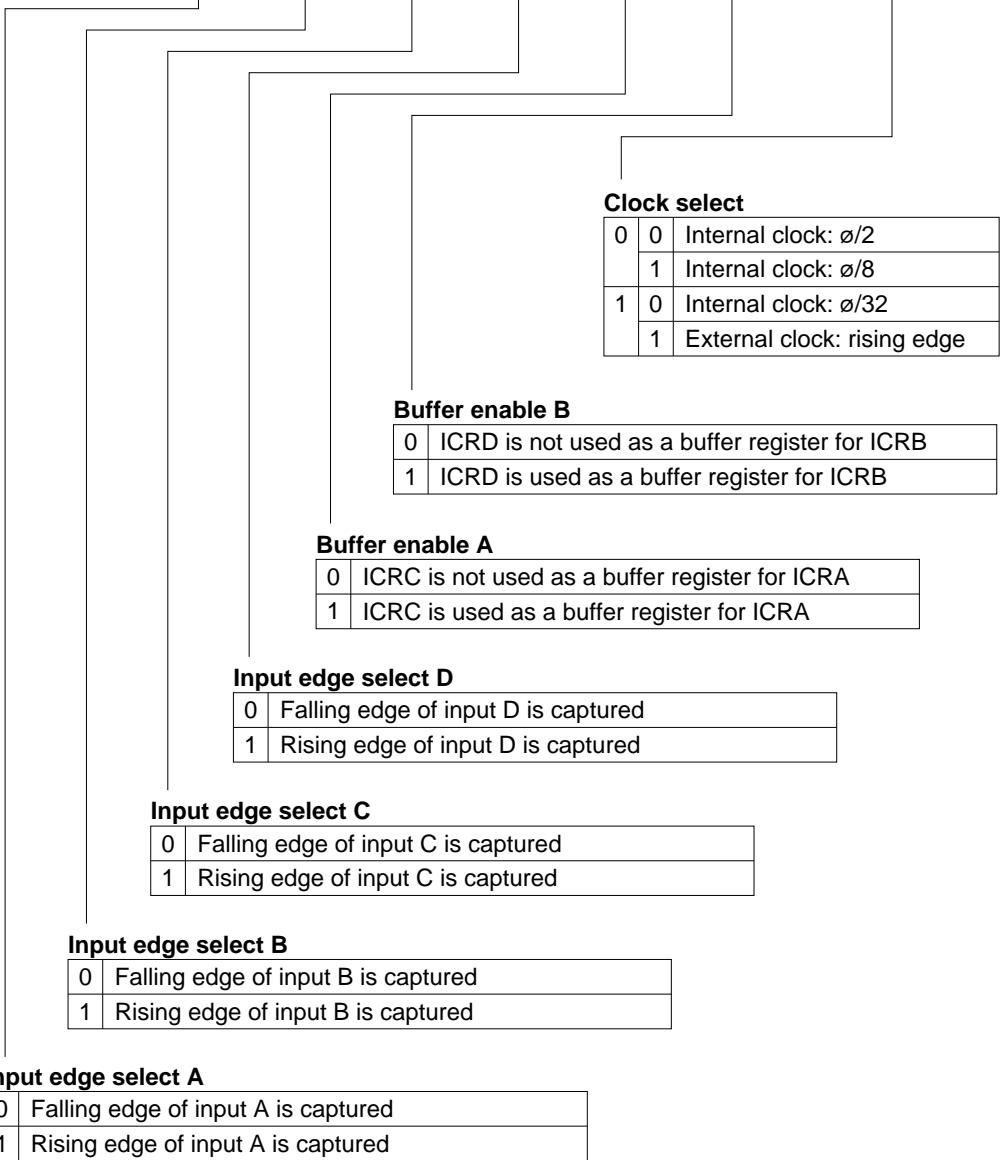 Clock select
0 0 Internal clock: ø/2
1 Internal clock: ø/8
1 0 Internal clock: ø/32
1 External clock: rising edge
Buffer enable B
0 ICRD is not used as a buffer register for ICRB
1 ICRD is used as a buffer register for ICRB
Buffer enable A
0 ICRC is not used as a buffer register for ICRA
1 ICRC is used as a buffer register for ICRA
Input edge select D
0 Falling edge of input D is captured
1 Rising edge of input D is captured
Input edge select C
0 Falling edge of input C is captured
1 Rising edge of input C is captured
Input edge select B
0 Falling edge of input B is captured
1 Rising edge of input B is captured
nput edge select A
0 Falling edge of input A is captured
1 Rising edge of input A is captured